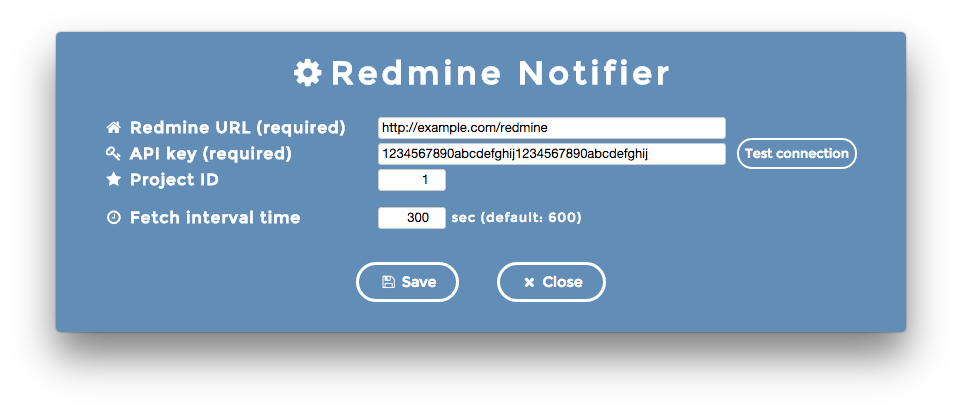 Redmine Notifier
Redmine URL (required) http://example.com/redmine
API key (required) 1234567890abcdefghij1234567890abcdefghij Test connection
Project ID 1
Fetch interval time 300 sec (default: 600)
Save Close